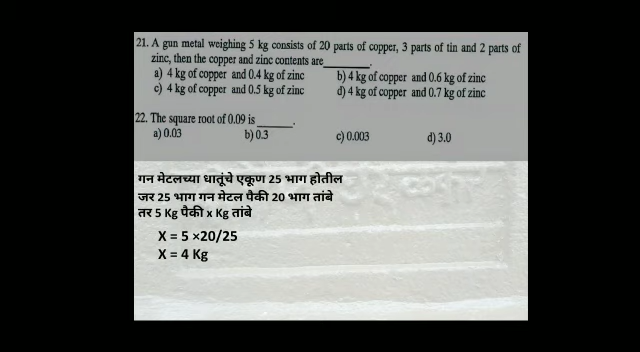 21. A gun metal weighing 5 kg consists of 20 parts of copper, 3 parts of tin and 2 parts of
zinc, then the copper and zinc contents are________.
a) 4 kg of copper and 0.4 kg of zinc b) 4 kg of copper and 0.6 kg of zinc
c) 4 kg of copper and 0.5 kg of zinc d) 4 kg of copper and 0.7 kg of zinc
22. The square root of 0.09 is ______.
a) 0.03 b) 0.3 c) 0.003 d) 3.0
गन मेटलच्या धातूंचे एकूण 25 भाग होतील
जर 25 भाग गन मेटल पैकी 20 भाग तांबे
तर 5 Kg पैकी x Kg तांबे
X = 5 ×20/25
X = 4 Kg